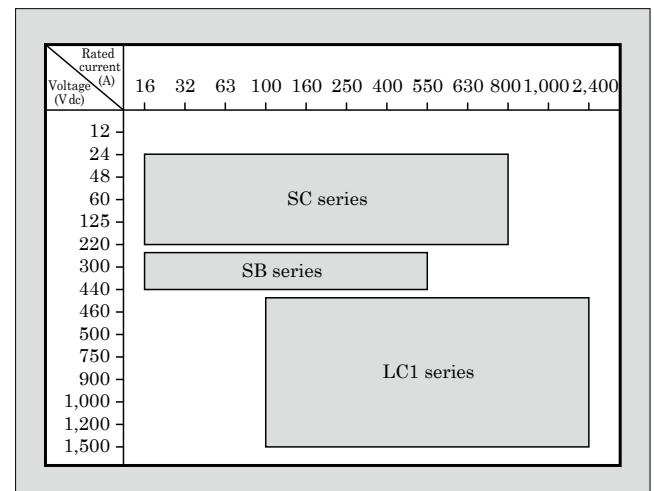 Rated
current
(A)
Voltage
(V dc)
16 32 63 100 160 250 400 550 630 800 1,000 2,400
12
24
48
60
125
220
300
440
460
500
750
900
1,000
1,200
1,500
SC series
SB series
LC1 series